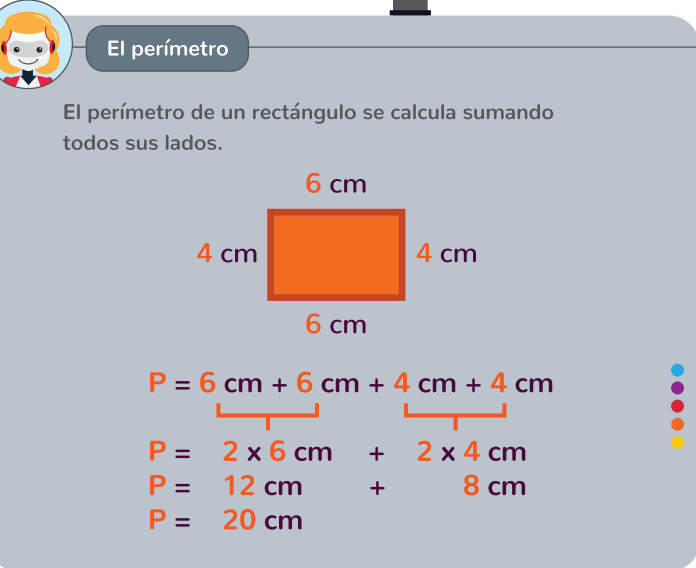 El perímetro
El perímetro de un rectángulo se calcula sumando
todos sus lados.
6 cm
4 cm 4 cm
6 cm
P = 6 cm + 6 cm + 4 cm + 4 cm
P = 2 x 6 cm + 2 x 4 cm
P = 12 cm + 8 cm
P = 20 cm